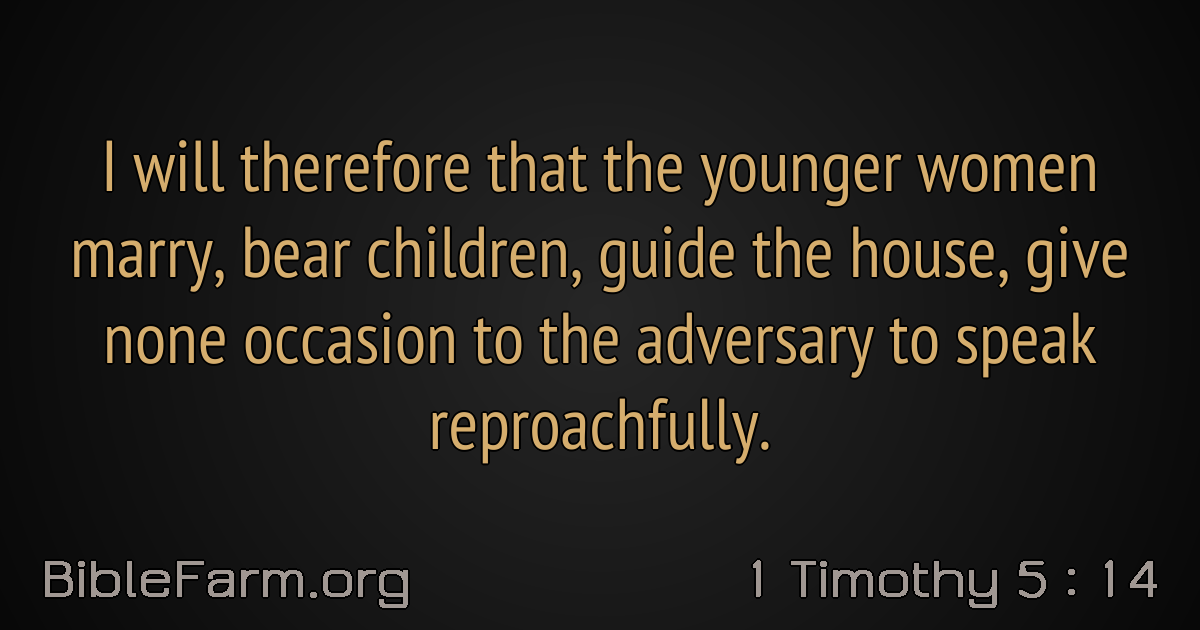 I will therefore that the younger women
marry, bear children, guide the house, give
none occasion to the adversary to speak
reproachfully.
BibleFarm.org
1 Timothy 5 : 14